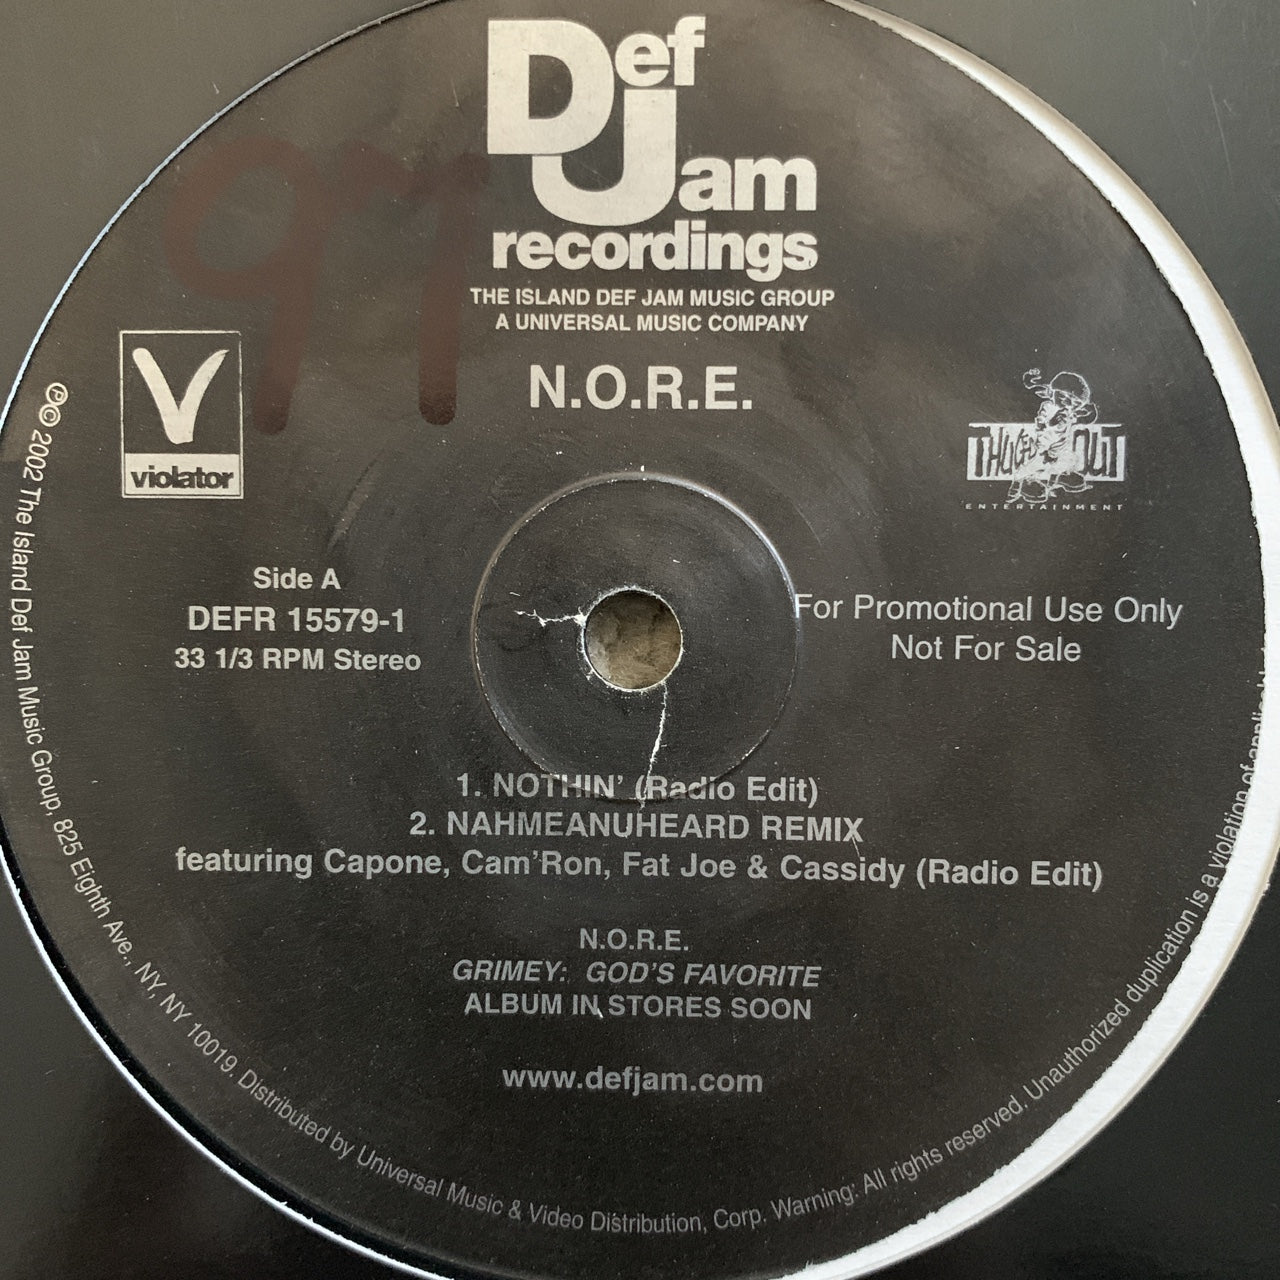 Def
Jam
recordings
THE ISLAND DEF JAM MUSIC GROUP
A UNIVERSAL MUSIC COMPANY
97
N.O.R.E.
V
violator
THUGGED OUT
ENTERTAINMENT
Side A
DEFR 15579-1
33 1/3 RPM Stereo
For Promotional Use Only
Not For Sale
1. NOTHIN' (Radio Edit)
2. NAHMEANUHEARD REMIX
featuring Capone, Cam'Ron, Fat Joe & Cassidy (Radio Edit)
N.O.R.E.
GRIMEY: GOD'S FAVORITE
ALBUM IN STORES SOON
www.defjam.com
℗© 2002 The Island Def Jam Music Group, 825 Eighth Ave., NY, NY 10019. Distributed by Universal Music & Video Distribution, Corp. Warning: All rights reserved. Unauthorized duplication is a violation of